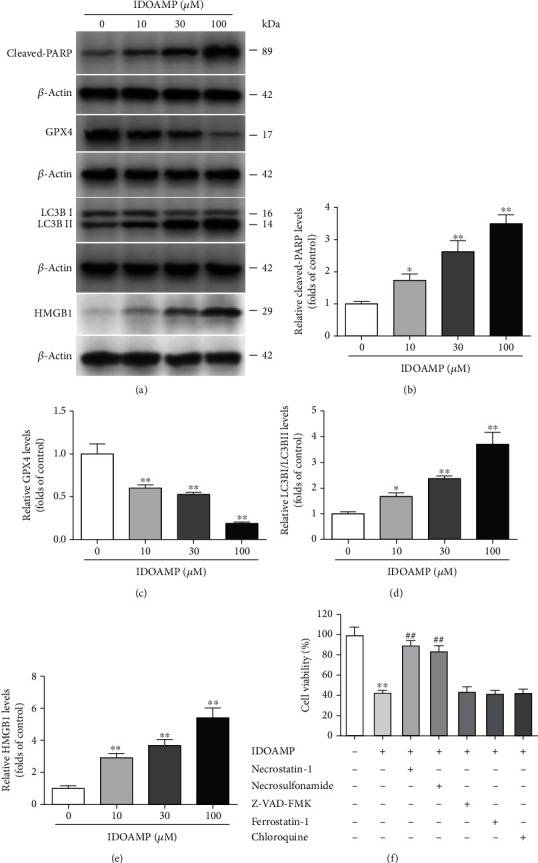 IDOAMP (μM)
0 10 30 100 kDa
Cleaved-PARP 89
β-Actin 42
GPX4 17
β-Actin 42
LC3B I 16
LC3B II 14
β-Actin 42
HMGB1 29
β-Actin 42
(a)
Relative cleaved-PARP levels
(folds of control)
4
3
2
1
0
*
**
**
0 10 30 100
IDOAMP (μM)
(b)
Relative GPX4 levels
(folds of control)
1.5
1.0
0.5
0.0
**
**
**
0 10 30 100
IDOAMP (μM)
(c)
Relative LC3BI/LC3BII levels
(folds of control)
5
4
3
2
1
0
*
**
**
0 10 30 100
IDOAMP (μM)
(d)
Relative HMGB1 levels
(folds of control)
8
6
4
2
0
**
**
**
0 10 30 100
IDOAMP (μM)
(e)
Cell viability (%)
120
100
80
60
40
20
0
**
##
##
IDOAMP – + + + + + +
Necrostatin-1 – – + – – – –
Necrosulfonamide – – – + – – –
Z-VAD-FMK – – – – + – –
Ferrostatin-1 – – – – – + –
Chloroquine – – – – – – +
(f)